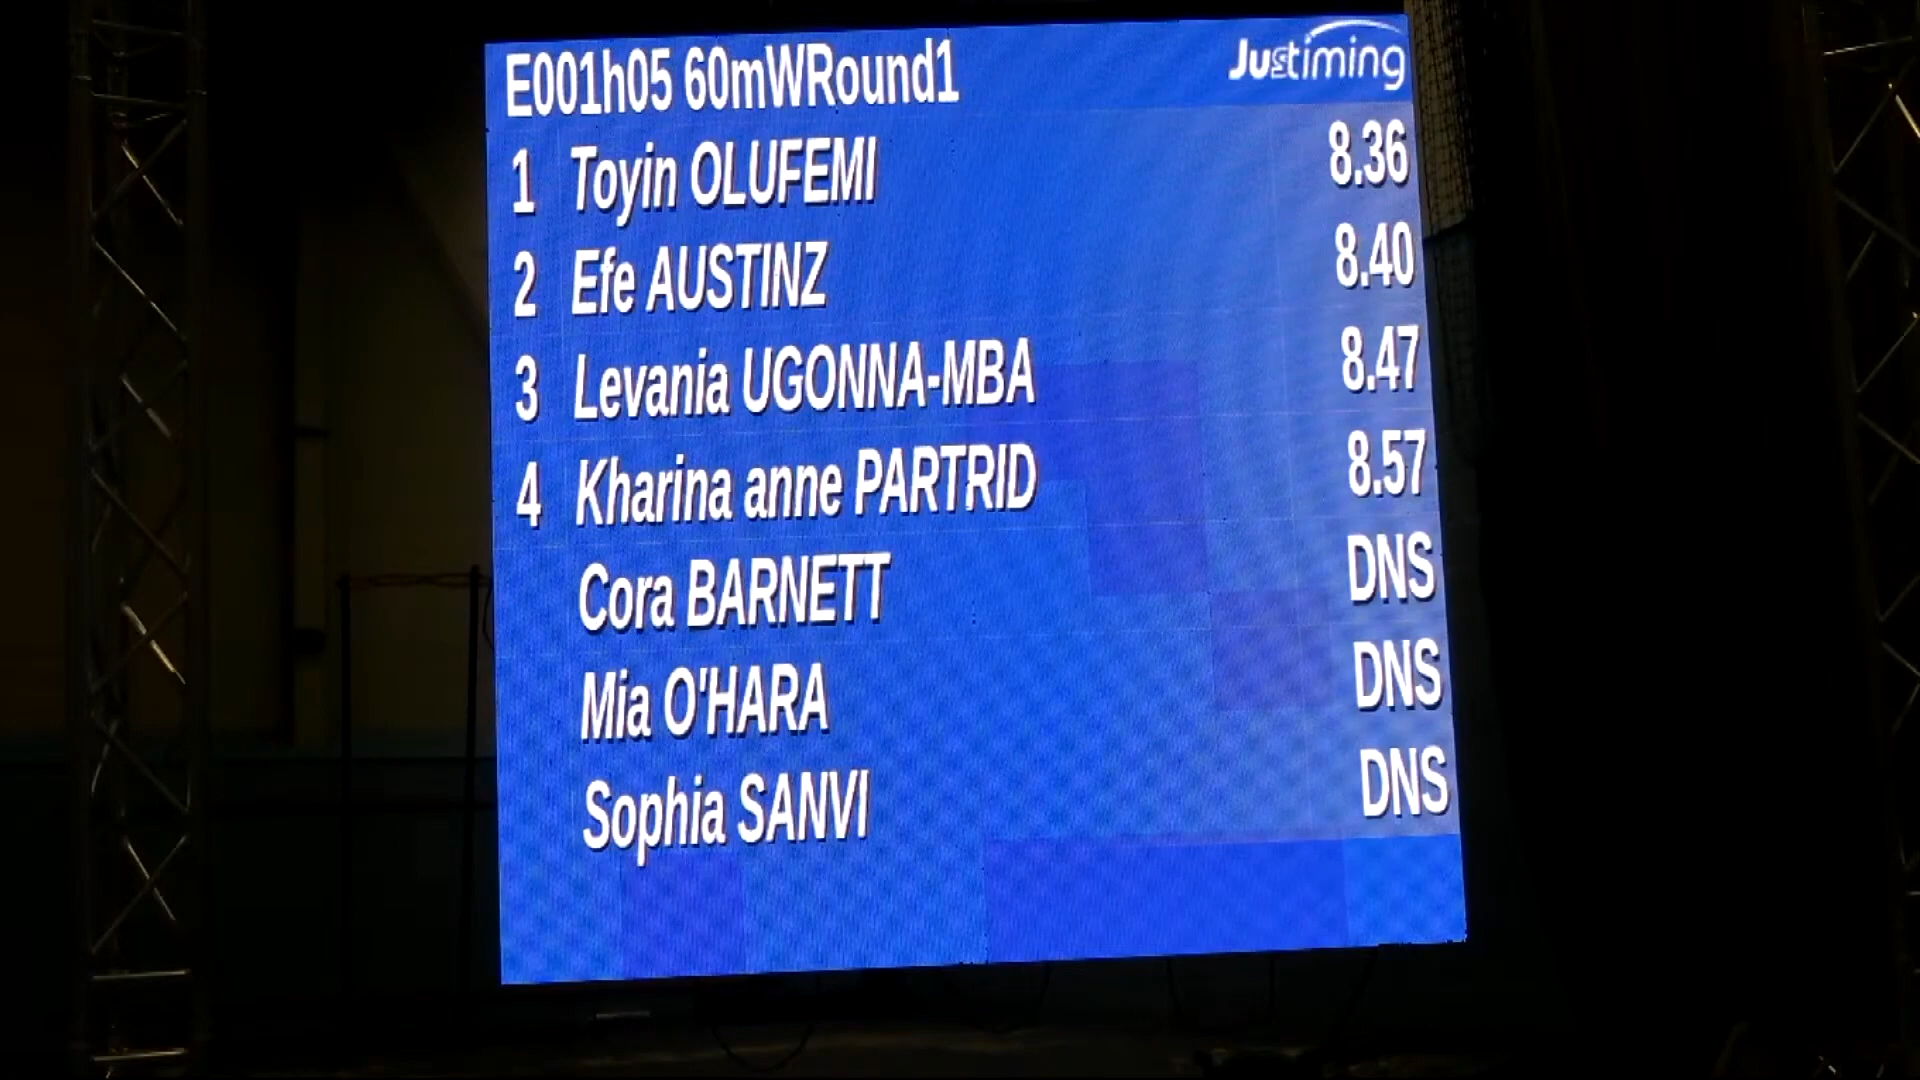 E001h05 60mWRound1 Justiming
1 Toyin OLUFEMI 8.36
2 Efe AUSTINZ 8.40
3 Levania UGONNA-MBA 8.47
4 Kharina anne PARTRID 8.57
Cora BARNETT DNS
Mia O'HARA DNS
Sophia SANVI DNS